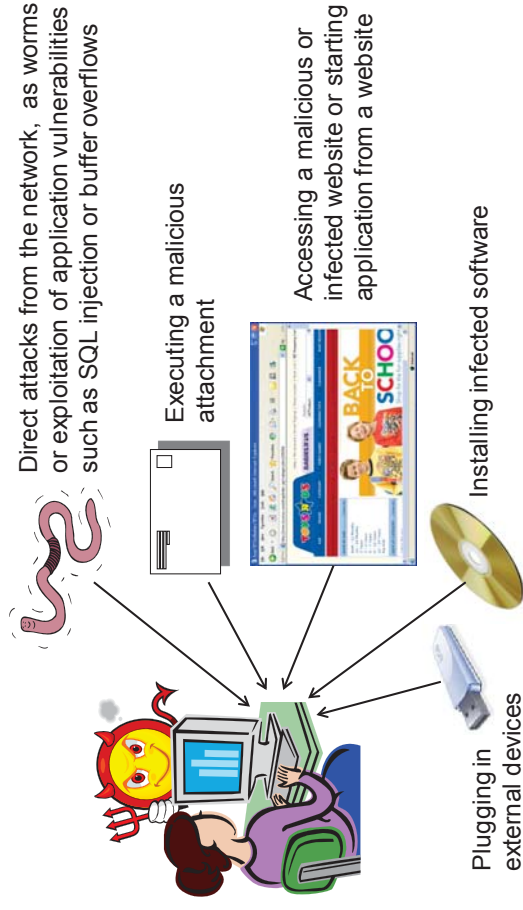 Direct attacks from the network, as worms
or exploitation of application vulnerabilities
such as SQL injection or buffer overflows
Executing a malicious
attachment
Accessing a malicious or
infected website or starting
application from a website
BACK
TO
SCHOO
Installing infected software
Plugging in
external devices